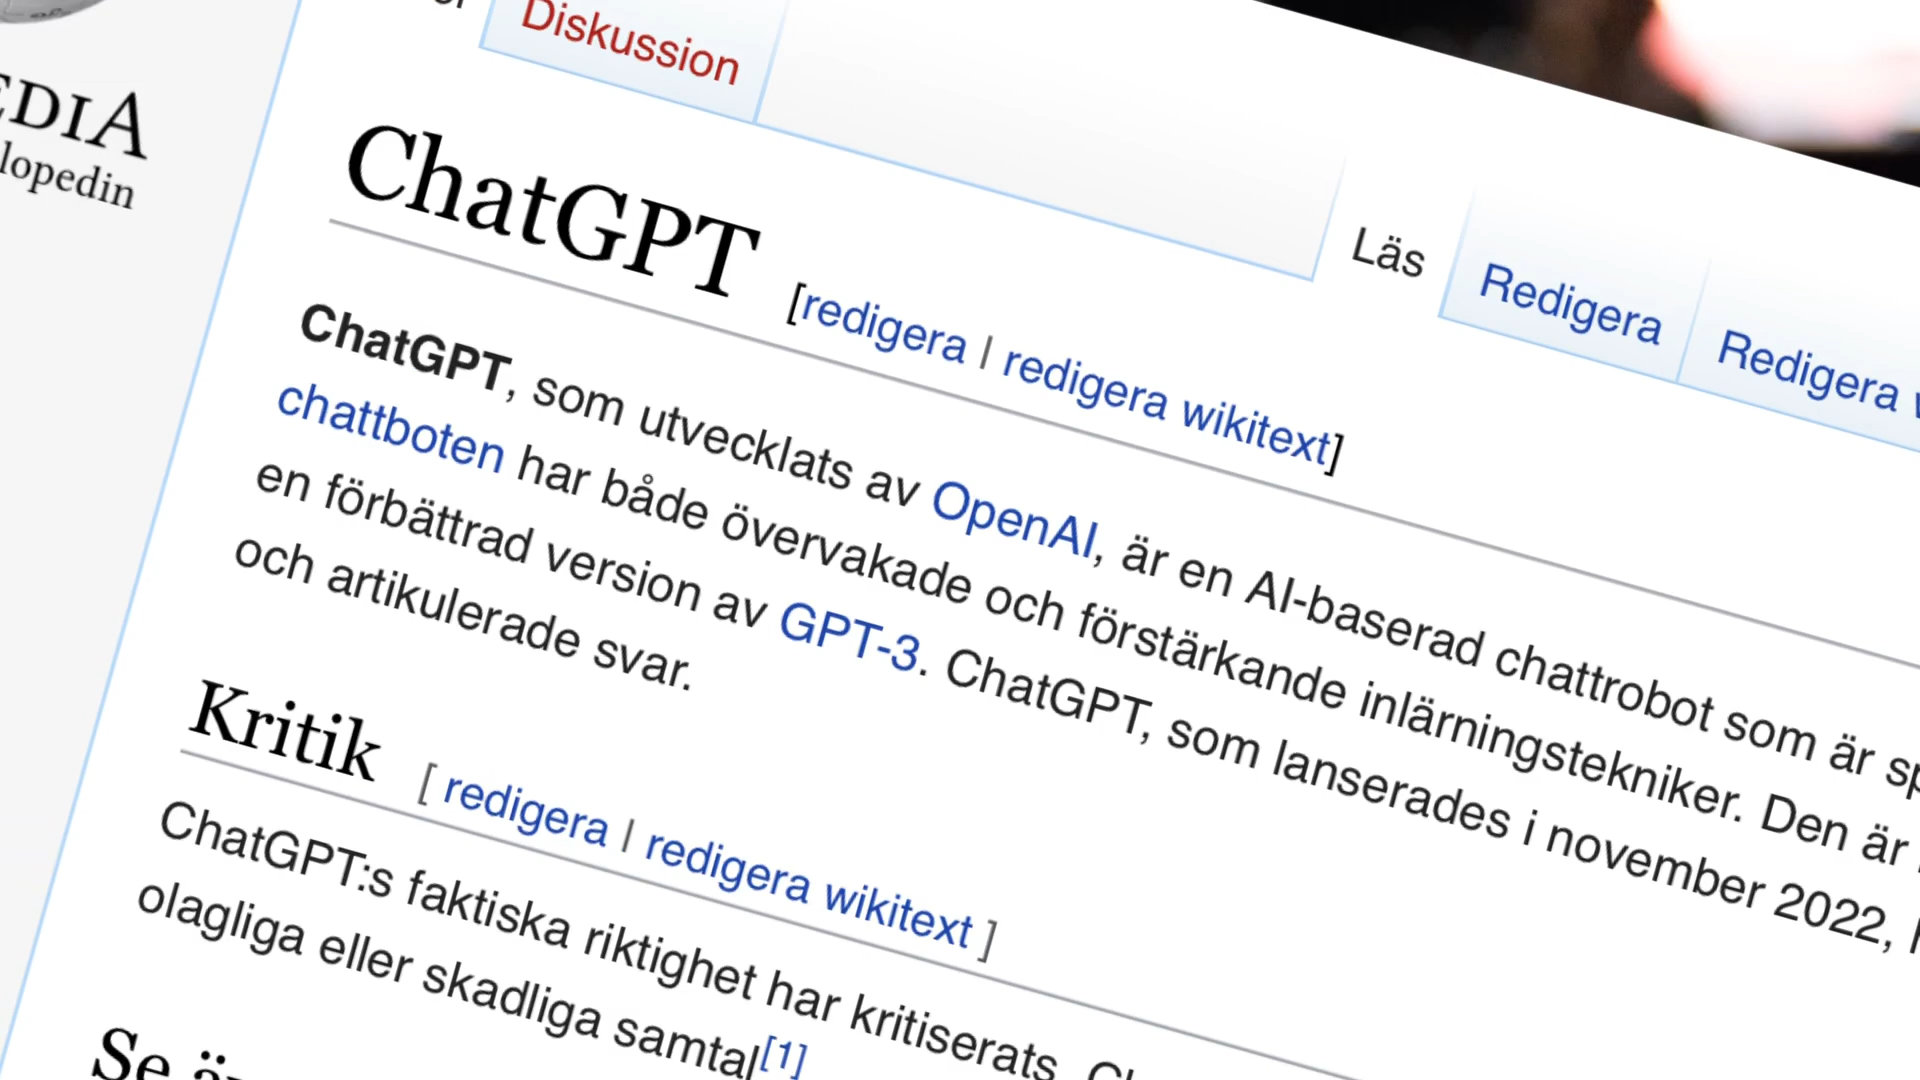 Diskussion
Läs
Redigera
Redigera
ChatGPT [redigera | redigera wikitext]
ChatGPT, som utvecklats av OpenAI, är en AI-baserad chattrobot som är
chattboten har både övervakade och förstärkande inlärningstekniker. Den är
en förbättrad version av GPT-3. ChatGPT, som lanserades i november 2022,
och artikulerade svar.
Kritik [ redigera | redigera wikitext ]
ChatGPT:s faktiska riktighet har kritiserats.
olagliga eller skadliga samtal[1]
Se